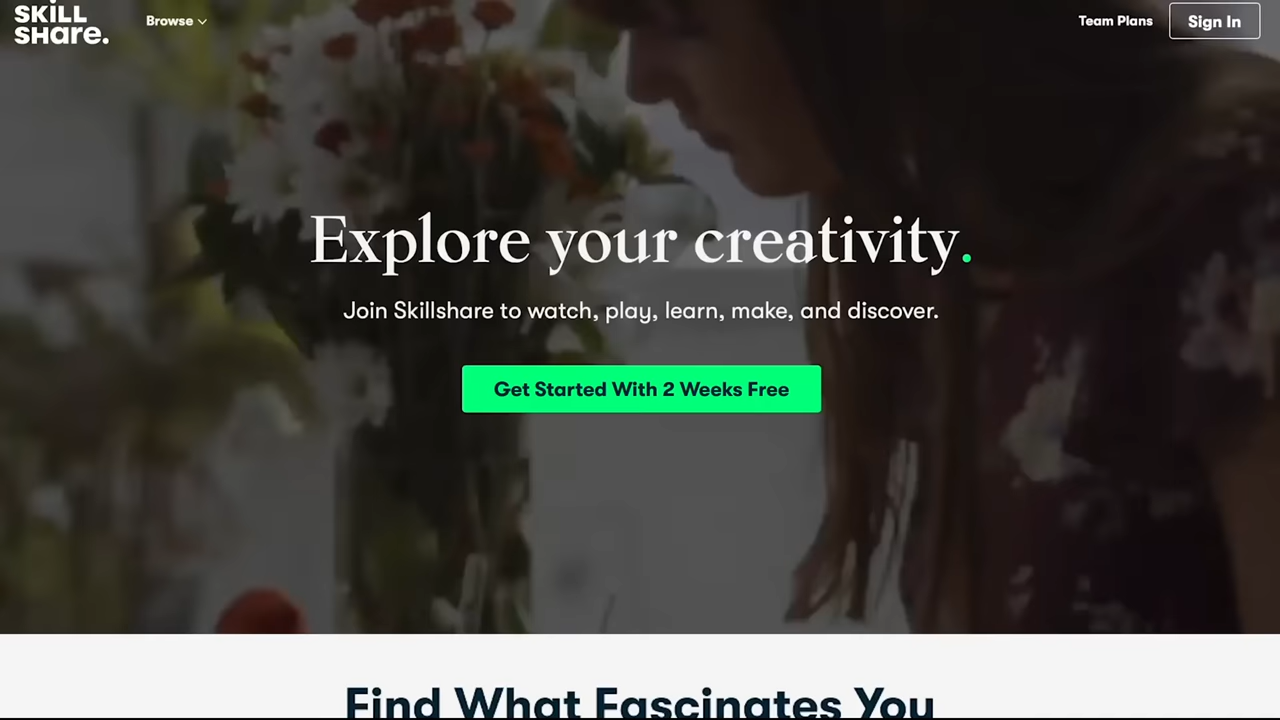 SKiLL
SHare.
Browse
Team Plans
Sign In
Explore your creativity.
Join Skillshare to watch, play, learn, make, and discover.
Get Started With 2 Weeks Free
Find What Fascinates You